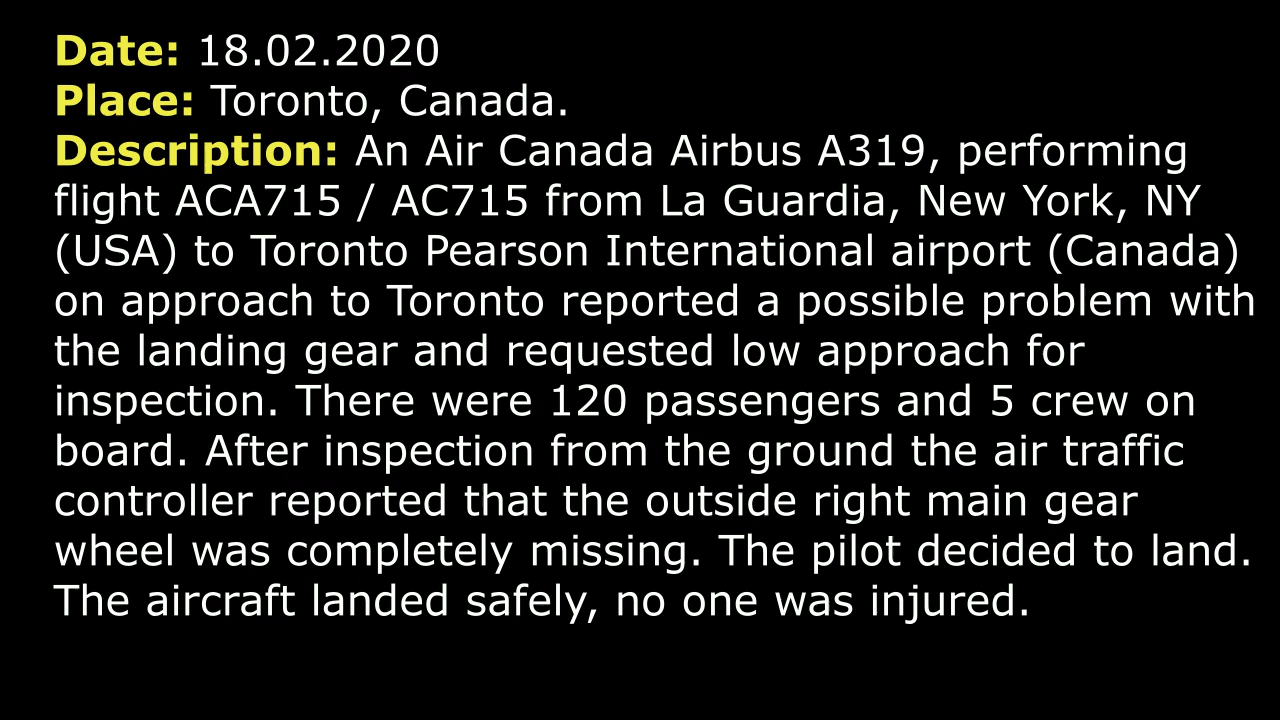 Date: 18.02.2020
Place: Toronto, Canada.
Description: An Air Canada Airbus A319, performing
flight ACA715 / AC715 from La Guardia, New York, NY
(USA) to Toronto Pearson International airport (Canada)
on approach to Toronto reported a possible problem with
the landing gear and requested low approach for
inspection. There were 120 passengers and 5 crew on
board. After inspection from the ground the air traffic
controller reported that the outside right main gear
wheel was completely missing. The pilot decided to land.
The aircraft landed safely, no one was injured.